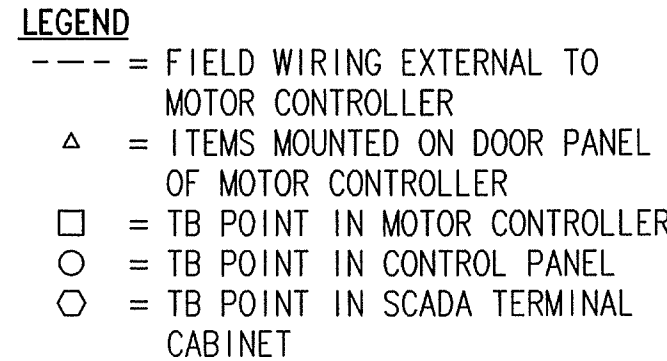 LEGEND
--- = FIELD WIRING EXTERNAL TO
MOTOR CONTROLLER
△ = ITEMS MOUNTED ON DOOR PANEL
OF MOTOR CONTROLLER
□ = TB POINT IN MOTOR CONTROLLER
○ = TB POINT IN CONTROL PANEL
⬡ = TB POINT IN SCADA TERMINAL
CABINET